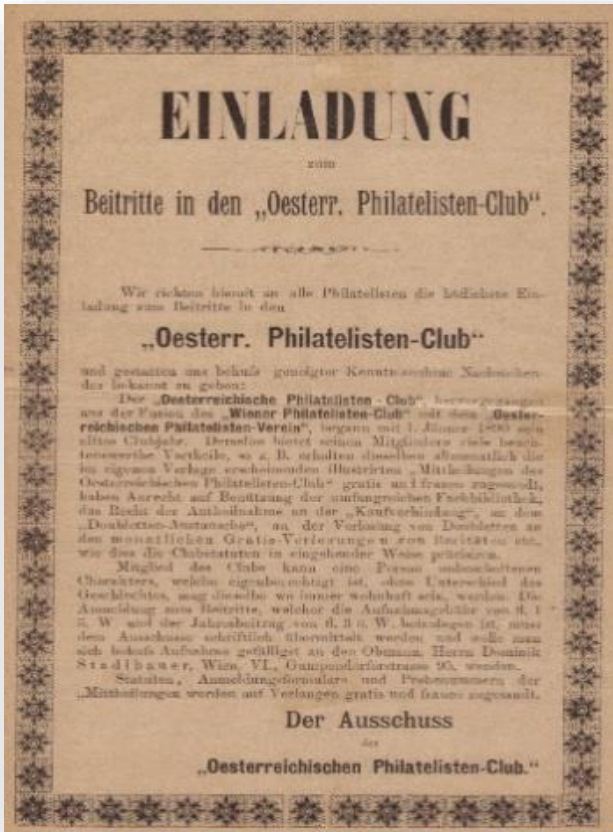 EINLADUNG
zum
Beitritte in den „Oesterr. Philatelisten-Club“.
Wir richten hiemit an alle Philatelisten die höflichste Ein-
ladung zum Beitritte in den
„Oesterr. Philatelisten-Club“
und gestatten uns behufs geneigter Kenntnissnahme Nachstehen-
des bekannt zu geben:
Der „Oesterreichische Philatelisten-Club“, hervorgegangen
aus der Fusion des „Wiener Philatelisten-Club“ mit dem „Oester-
reichischen Philatelisten-Verein“, begann mit 1. Jänner sein
elftes Clubjahr. Derselbe bietet seinen Mitgliedern viele beach-
tenswerthe Vortheile, so z. B. erhalten dieselben allmonatlich die
im eigenen Verlage erscheinenden illustrirten „Mittheilungen des
Oesterreichischen Philatelisten-Club“ gratis und franco zugesandt,
haben Anrecht auf Benützung der umfangreichen Fachbibliothek,
das Recht der Antheilnahme an der „Kaufverbindung“, an dem
„Doubletten-Austausche“, an der Verlosung von Doubletten an
den monatlichen Gratis-Verlosungen von Raritäten etc.,
wie dies die Clubstatuten in eingehender Weise präcisiren.
Mitglied des Clubs kann eine Person unbescholtenen
Charakters, welche eigenberechtigt ist, ohne Unterschied des
Geschlechtes, mag dieselbe wo immer wohnhaft sein, werden. Die
Anmeldung zum Beitritte, welcher die Aufnahmsgebühr von fl. 1
ö. W. und der Jahresbeitrag von fl. 3 ö. W. beizulegen ist, muss
dem Ausschusse schriftlich übermittelt werden und wolle man
sich behufs Aufnahme gefälligst an den Obmann, Herrn Dominik
Stadlbauer, Wien, VI., Gumpendorferstrasse 95, wenden.
Statuten, Anmeldungsformulare und Probenummern der
„Mittheilungen werden auf Verlangen gratis und franco zugesandt.
Der Ausschuss
des
„Oesterreichischen Philatelisten-Club.“